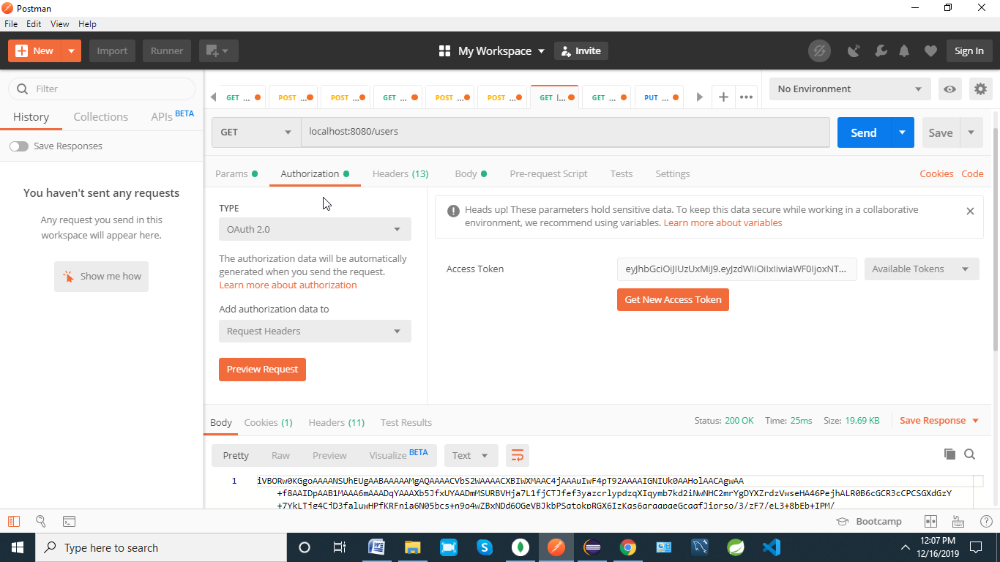 Postman
File Edit View Help
New Import Runner My Workspace Invite Sign In
Filter
History Collections APIs BETA
Save Responses
You haven't sent any requests
Any request you send in this
workspace will appear here.
Show me how
GET ... POST ... POST ... GET ... POST ... POST ... GET l... GET ... PUT ...
No Environment
GET localhost:8080/users Send Save
Params Authorization Headers (13) Body Pre-request Script Tests Settings Cookies Code
TYPE
OAuth 2.0
The authorization data will be automatically
generated when you send the request.
Learn more about authorization
Add authorization data to
Request Headers
Preview Request
Heads up! These parameters hold sensitive data. To keep this data secure while working in a collaborative
environment, we recommend using variables. Learn more about variables
Access Token eyJhbGciOiJIUzUxMiJ9.eyJzdWIiOiIxIiwiaWF0IjoxNT... Available Tokens
Get New Access Token
Body Cookies (1) Headers (11) Test Results Status: 200 OK Time: 25ms Size: 19.69 KB Save Response
Pretty Raw Preview Visualize BETA Text
1 iVBORw0KGgoAAAANSUhEUgAABAAAAAMgAQAAAACVbS2WAAAACXBIWXMAAC4jAAAuIwF4pT92AAAAIGNIUk0AAHolAACAgwAA
+f8AAIDpAAB1MAAA6mAAADqYAAAXb5JfxUYAADmMSURBVHja7L1fjCTJfef3yazcrlypdzqXIqymb7kd2iNwNHC2mrYgDYXZrdzVwseHA46PejhALR0B6cGCR3cCPCSGXdGzY
Bootcamp
Type here to search
12:07 PM
12/16/2019